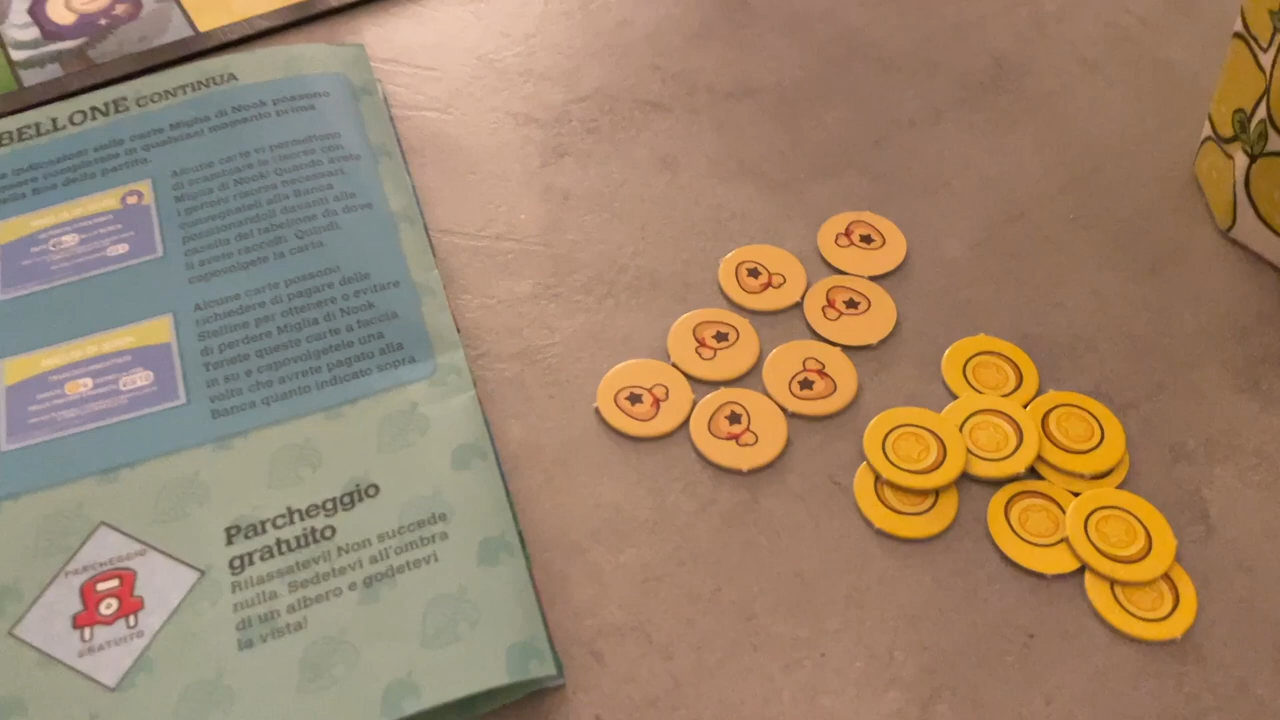 BELLONE CONTINUA
indicazioni sulle carte Miglia di Nook possono
essere completate in qualsiasi momento prima
della fine della partita.
Alcune carte vi permettono
di scambiare le risorse con
Miglia di Nook! Quando avete
i gettoni risorsa necessari,
consegnateli alla Banca
posizionandoli davanti alla
casella del tabellone da dove
li avete raccolti. Quindi,
capovolgete la carta.
Alcune carte possono
richiedere di pagare delle
Stelline per ottenere o evitare
di perdere Miglia di Nook.
Tenete queste carte a faccia
in su e capovolgetele una
volta che avrete pagato alla
Banca quanto indicato sopra.
Parcheggio
gratuito
Rilassatevi! Non succede
nulla. Sedetevi all'ombra
di un albero e godetevi
la vista!
PARCHEGGIO
GRATUITO